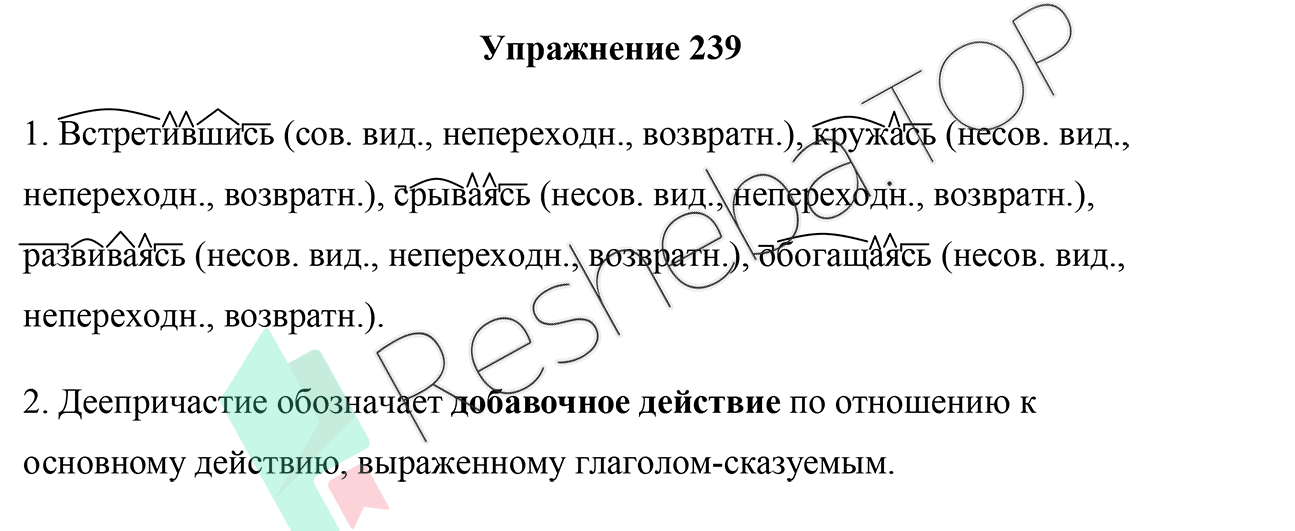 Упражнение 239
1. Встретившись (сов. вид., непереходн., возвратн.), кружась (несов. вид.,
непереходн., возвратн.), срываясь (несов. вид., непереходн., возвратн.),
развиваясь (несов. вид., непереходн., возвратн.), обогащаясь (несов. вид.,
непереходн., возвратн.).
2. Деепричастие обозначает добавочное действие по отношению к
основному действию, выраженному глаголом-сказуемым.
Resheba.TOP